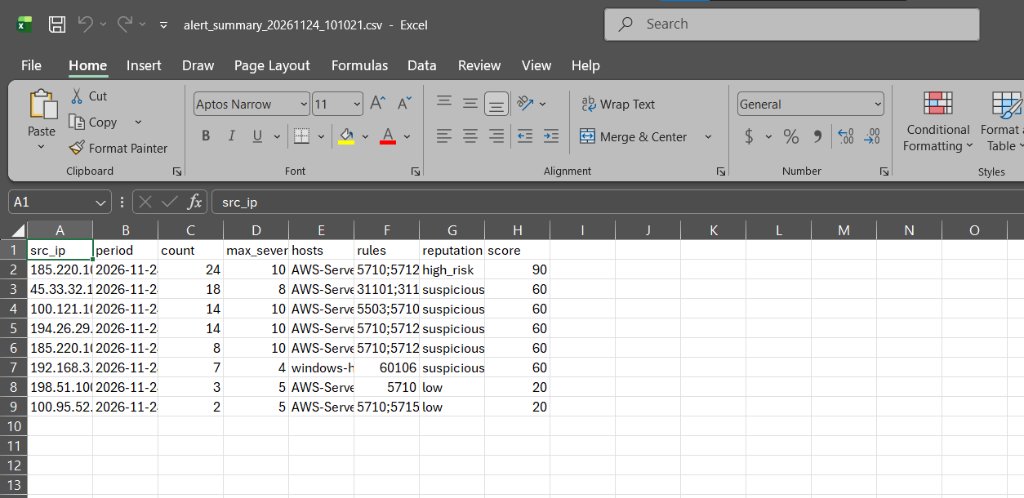 alert_summary_20261124_101021.csv - Excel
Search
File Home Insert Draw Page Layout Formulas Data Review View Help
Paste
Cut
Copy
Format Painter
Clipboard
Aptos Narrow 11
B I U
Font
Wrap Text
Merge & Center
Alignment
General
$ % 9 .00 .00
Number
Conditional Formatting
Format a
Table
Styles
A1 fx src_ip
A B C D E F G H I J K L M N O
1 src_ip period count max_sever hosts rules reputation score
2 185.220.10 2026-11-2 24 10 AWS-Serve 5710;5712 high_risk 90
3 45.33.32.1 2026-11-2 18 8 AWS-Serve 31101;311 suspicious 60
4 100.121.10 2026-11-2 14 10 AWS-Serve 5503;5710 suspicious 60
5 194.26.29. 2026-11-2 14 10 AWS-Serve 5710;5712 suspicious 60
6 185.220.10 2026-11-2 8 10 AWS-Serve 5710;5712 suspicious 60
7 192.168.3. 2026-11-2 7 4 windows-h 60106 suspicious 60
8 198.51.100 2026-11-2 3 5 AWS-Serve 5710 low 20
9 100.95.52. 2026-11-2 2 5 AWS-Serve 5710;5715 low 20
10
11
12
13